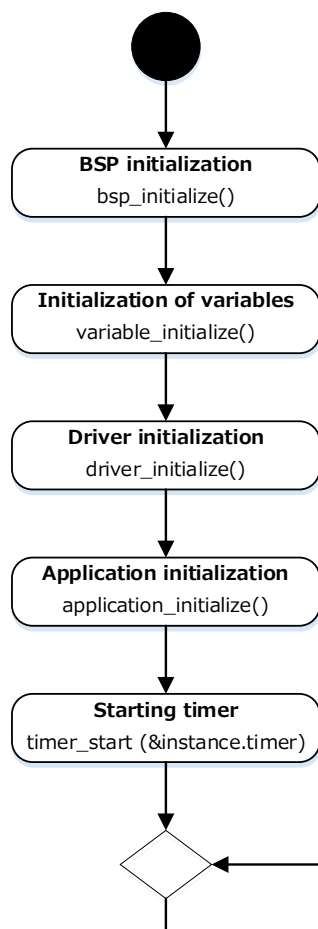 BSP initialization
bsp_initialize()
Initialization of variables
variable_initialize()
Driver initialization
driver_initialize()
Application initialization
application_initialize()
Starting timer
timer_start (&instance.timer)